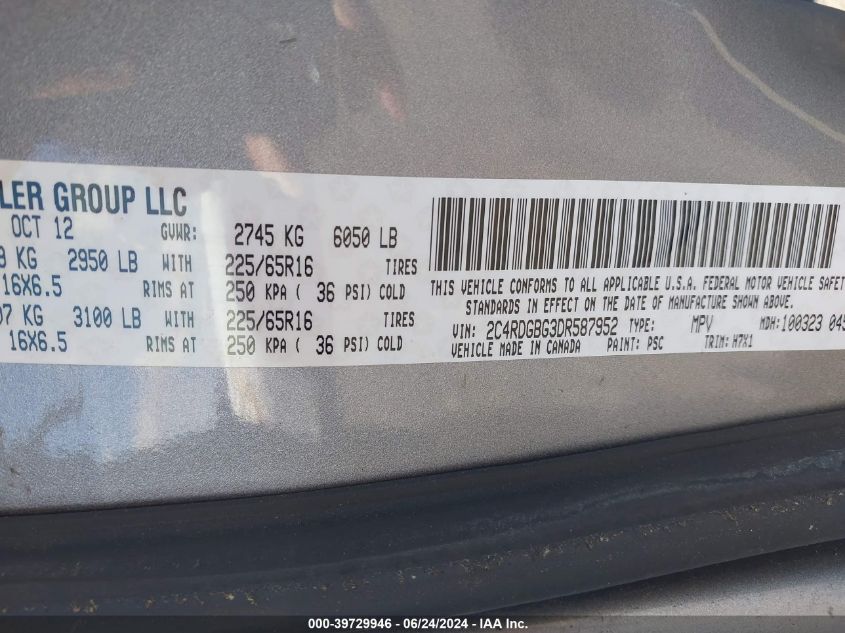 LER GROUP LLC
OCT 12 GVWR: 2745 KG 6050 LB
KG 2950 LB WITH 225/65R16 TIRES
16X6.5 RIMS AT 250 KPA ( 36 PSI) COLD
07 KG 3100 LB WITH 225/65R16 TIRES
16X6.5 RIMS AT 250 KPA ( 36 PSI) COLD
THIS VEHICLE CONFORMS TO ALL APPLICABLE U.S.A. FEDERAL MOTOR VEHICLE SAFETY
STANDARDS IN EFFECT ON THE DATE OF MANUFACTURE SHOWN ABOVE.
VIN: 2C4RDGBG3DR587952 TYPE: MPV MDH: 100323 045
VEHICLE MADE IN CANADA PAINT: PSC TRIM: H7X1
000-39729946 - 06/24/2024 - IAA Inc.